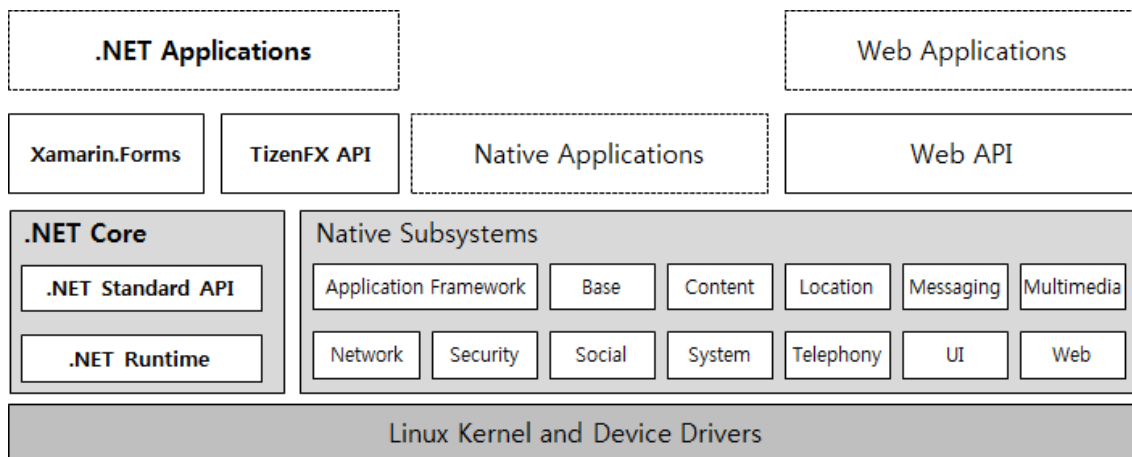 .NET Applications
Web Applications
Xamarin.Forms
TizenFX API
Native Applications
Web API
.NET Core
.NET Standard API
.NET Runtime
Native Subsystems
Application Framework
Base
Content
Location
Messaging
Multimedia
Network
Security
Social
System
Telephony
UI
Web
Linux Kernel and Device Drivers